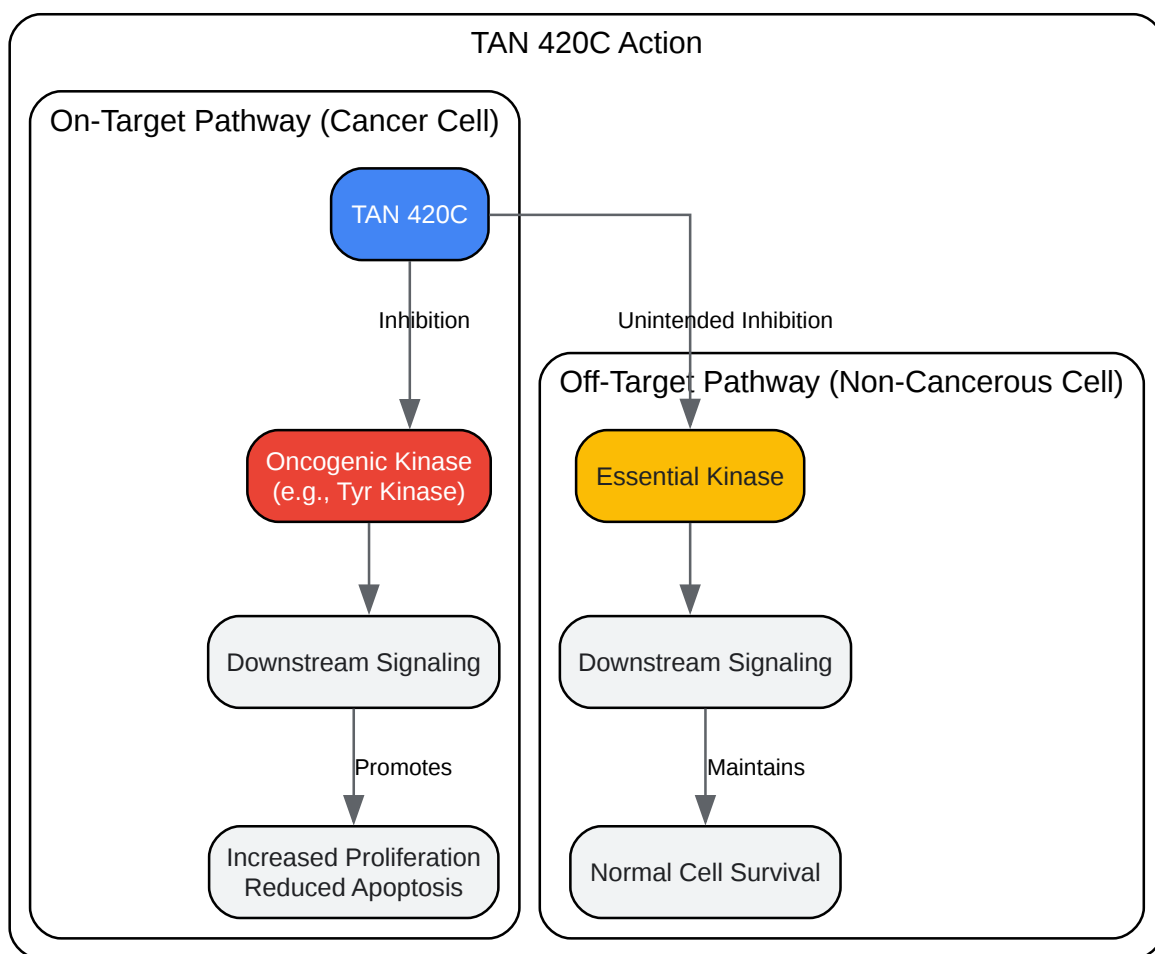 TAN 420C Action
On-Target Pathway (Cancer Cell)
TAN 420C
Inhibition
Unintended Inhibition
Off-Target Pathway (Non-Cancerous Cell)
Oncogenic Kinase
(e.g., Tyr Kinase)
Essential Kinase
Downstream Signaling
Downstream Signaling
Promotes
Maintains
Increased Proliferation
Reduced Apoptosis
Normal Cell Survival